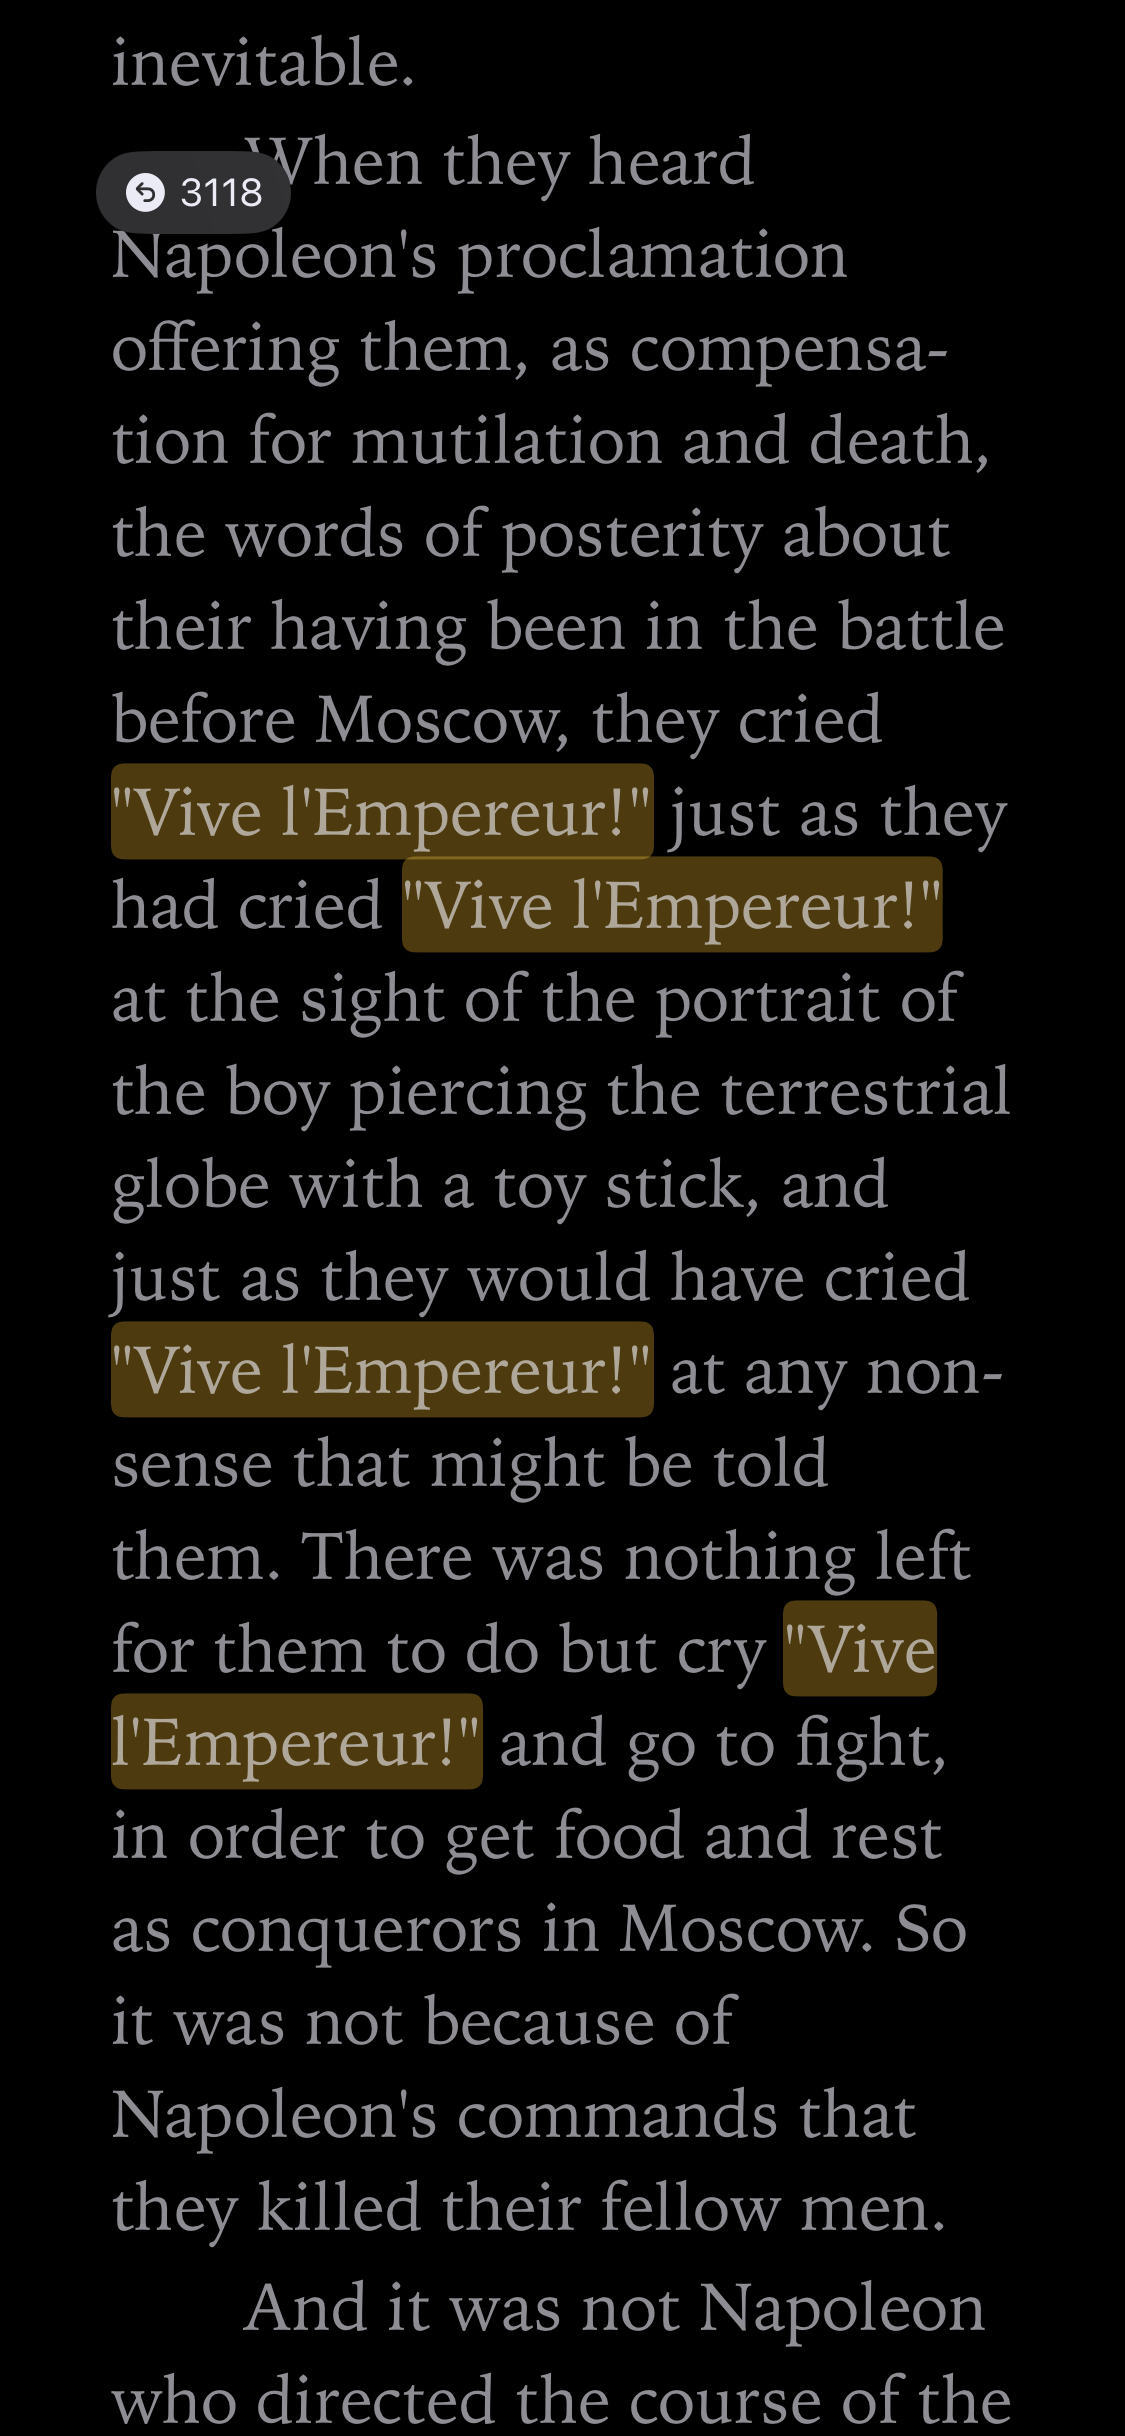 inevitable.
When they heard
3118
Napoleon's proclamation
offering them, as compensa-
tion for mutilation and death,
the words of posterity about
their having been in the battle
before Moscow, they cried
"Vive l'Empereur!" just as they
had cried "Vive l'Empereur!"
at the sight of the portrait of
the boy piercing the terrestrial
globe with a toy stick, and
just as they would have cried
"Vive l'Empereur!" at any non-
sense that might be told
them. There was nothing left
for them to do but cry "Vive
l'Empereur!" and go to fight,
in order to get food and rest
as conquerors in Moscow. So
it was not because of
Napoleon's commands that
they killed their fellow men.
And it was not Napoleon
who directed the course of the